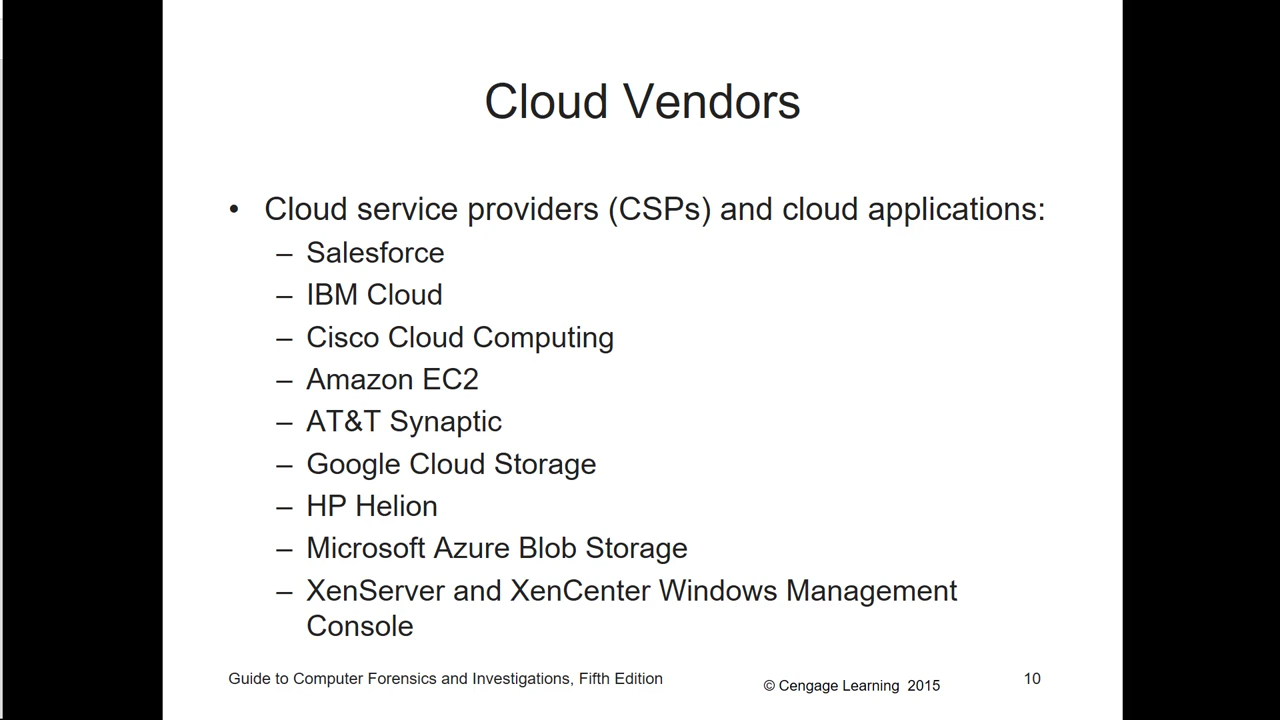 Cloud Vendors
• Cloud service providers (CSPs) and cloud applications:
– Salesforce
– IBM Cloud
– Cisco Cloud Computing
– Amazon EC2
– AT&T Synaptic
– Google Cloud Storage
– HP Helion
– Microsoft Azure Blob Storage
– XenServer and XenCenter Windows Management
Console
Guide to Computer Forensics and Investigations, Fifth Edition
© Cengage Learning 2015
10